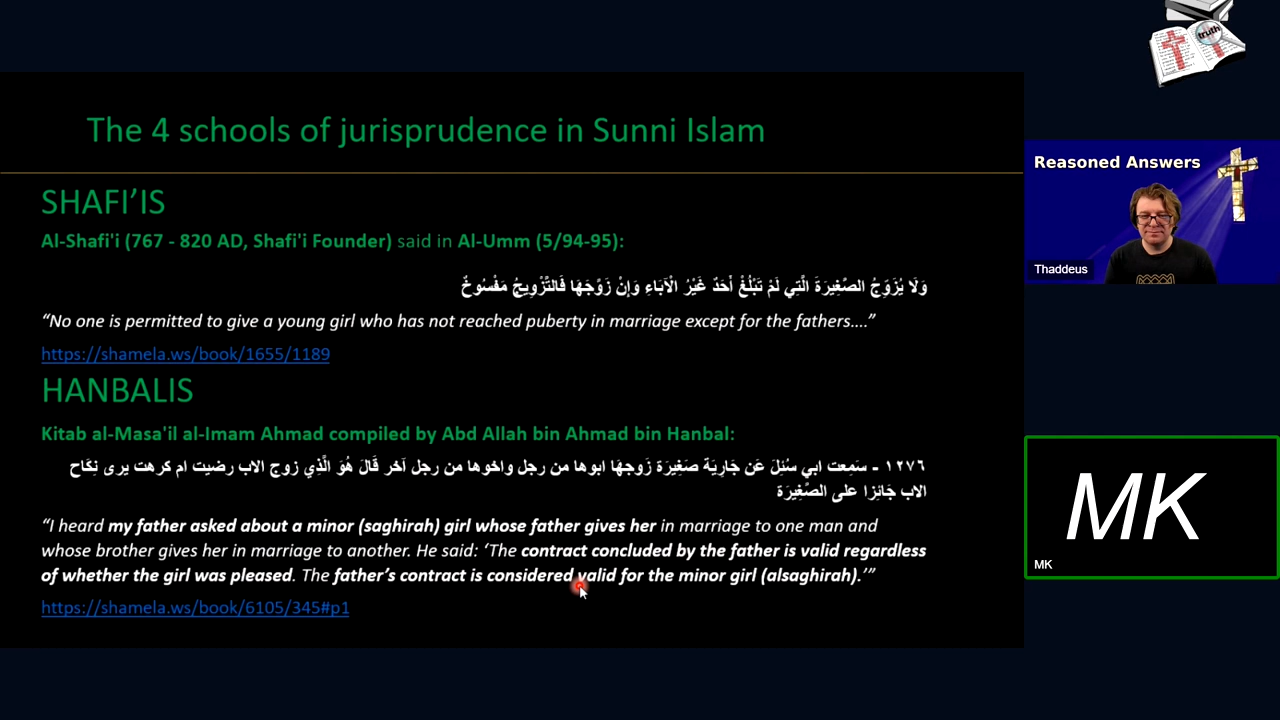 The 4 schools of jurisprudence in Sunni Islam
SHAFI'IS
Al-Shafi'i (767 - 820 AD, Shafi'i Founder) said in Al-Umm (5/94-95):
وَلَا يُزَوِّجُ الصَّغِيرَةَ الَّتِي لَمْ تَبْلُغْ أَحَدٌ غَيْرُ الْآبَاءِ وَإِنْ زَوَّجَهَا فَالتَّزْوِيجُ مَفْسُوخٌ
“No one is permitted to give a young girl who has not reached puberty in marriage except for the fathers....”
https://shamela.ws/book/1655/1189
HANBALIS
Kitab al-Masa'il al-Imam Ahmad compiled by Abd Allah bin Ahmad bin Hanbal:
١٢٧٦ - سَمِعت ابي سُئِلَ عَن جَارِيَة صَغِيرَة زَوجهَا ابوها من رجل واخوها من رجل آخر قَالَ هُوَ الَّذِي زوج الاب رضيت ام كرهت يرى نِكَاح
الاب جَائِزا على الصَّغِيرَة
“I heard my father asked about a minor (saghirah) girl whose father gives her in marriage to one man and
whose brother gives her in marriage to another. He said: ‘The contract concluded by the father is valid regardless
of whether the girl was pleased. The father’s contract is considered valid for the minor girl (alsaghirah).’”
https://shamela.ws/book/6105/345#p1
truth
Reasoned Answers
Thaddeus
MK
MK